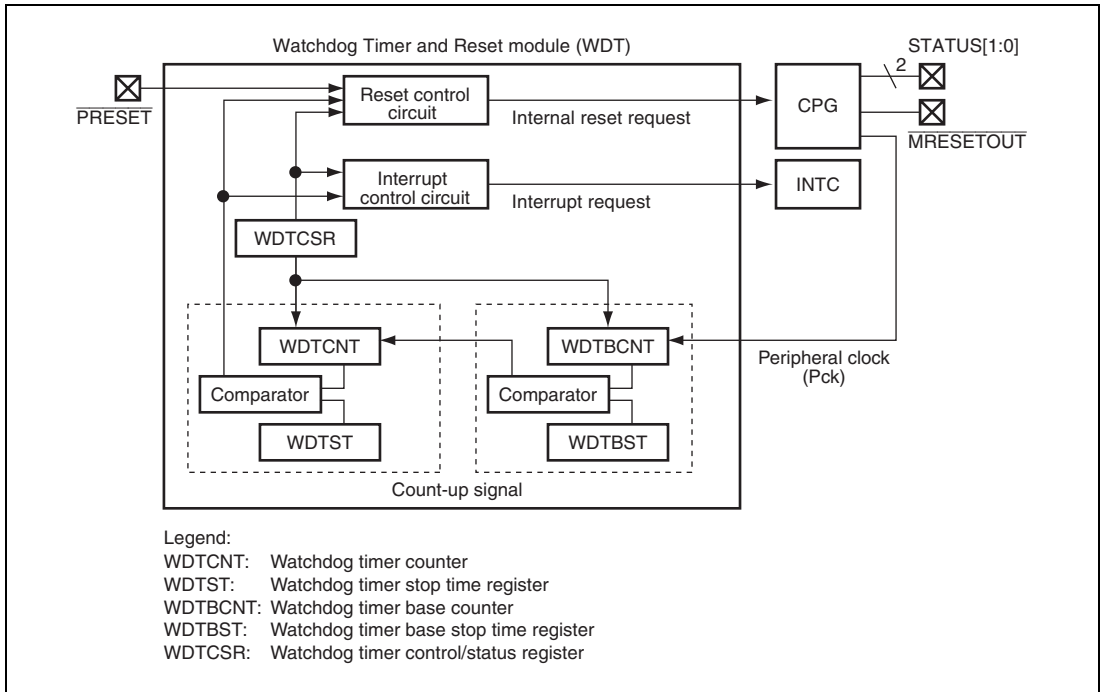 Watchdog Timer and Reset module (WDT)
STATUS[1:0]
2
PRESET
Reset control
circuit
Internal reset request
CPG
MRESETOUT
Interrupt
control circuit
Interrupt request
INTC
WDTCSR
WDTCNT
WDTBCNT
Peripheral clock
(Pck)
Comparator
Comparator
WDTST
WDTBST
Count-up signal
Legend:
WDTCNT: Watchdog timer counter
WDTST: Watchdog timer stop time register
WDTBCNT: Watchdog timer base counter
WDTBST: Watchdog timer base stop time register
WDTCSR: Watchdog timer control/status register